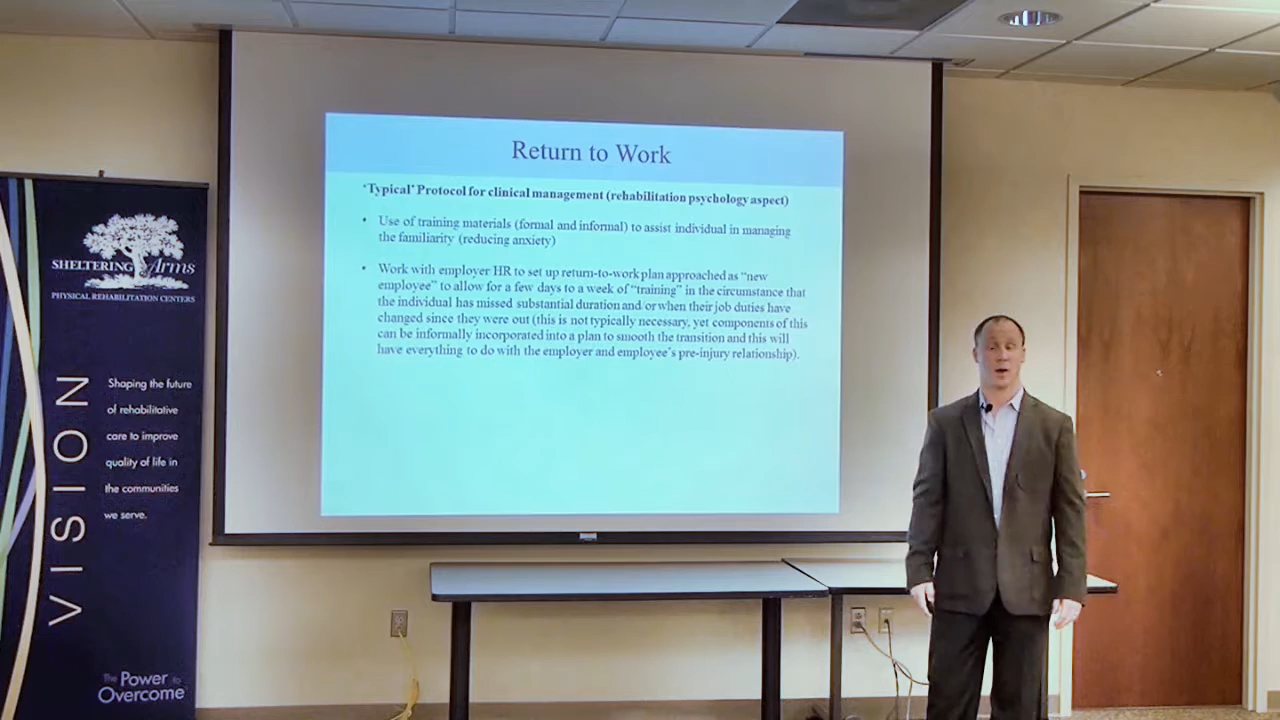 Return to Work
‘Typical’ Protocol for clinical management (rehabilitation psychology aspect)
• Use of training materials (formal and informal) to assist individual in managing
the familiarity (reducing anxiety)
• Work with employer HR to set up return-to-work plan approached as “new
employee” to allow for a few days to a week of “training” in the circumstance that
the individual has missed substantial duration and/or when their job duties have
changed since they were out (this is not typically necessary, yet components of this
can be informally incorporated into a plan to smooth the transition and this will
have everything to do with the employer and employee’s pre-injury relationship).
SHELTERING Arms
PHYSICAL REHABILITATION CENTERS
VISION
Shaping the future
of rehabilitative
care to improve
quality of life in
the communities
we serve.
The Power to
Overcome